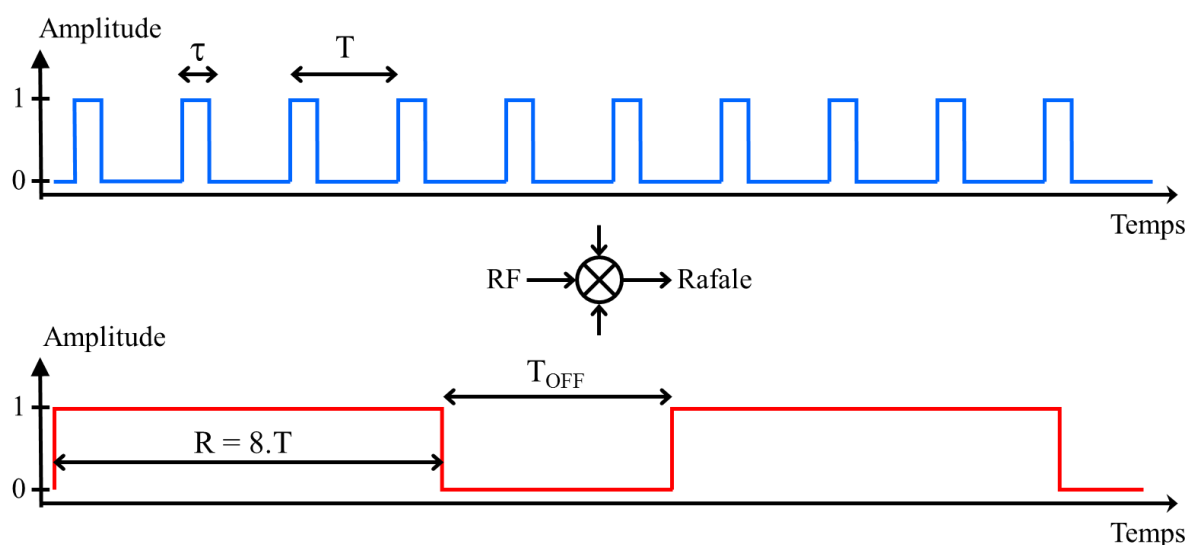 Amplitude
τ
T
1
0
Temps
RF
Rafale
Amplitude
T_OFF
1
R = 8.T
0
Temps